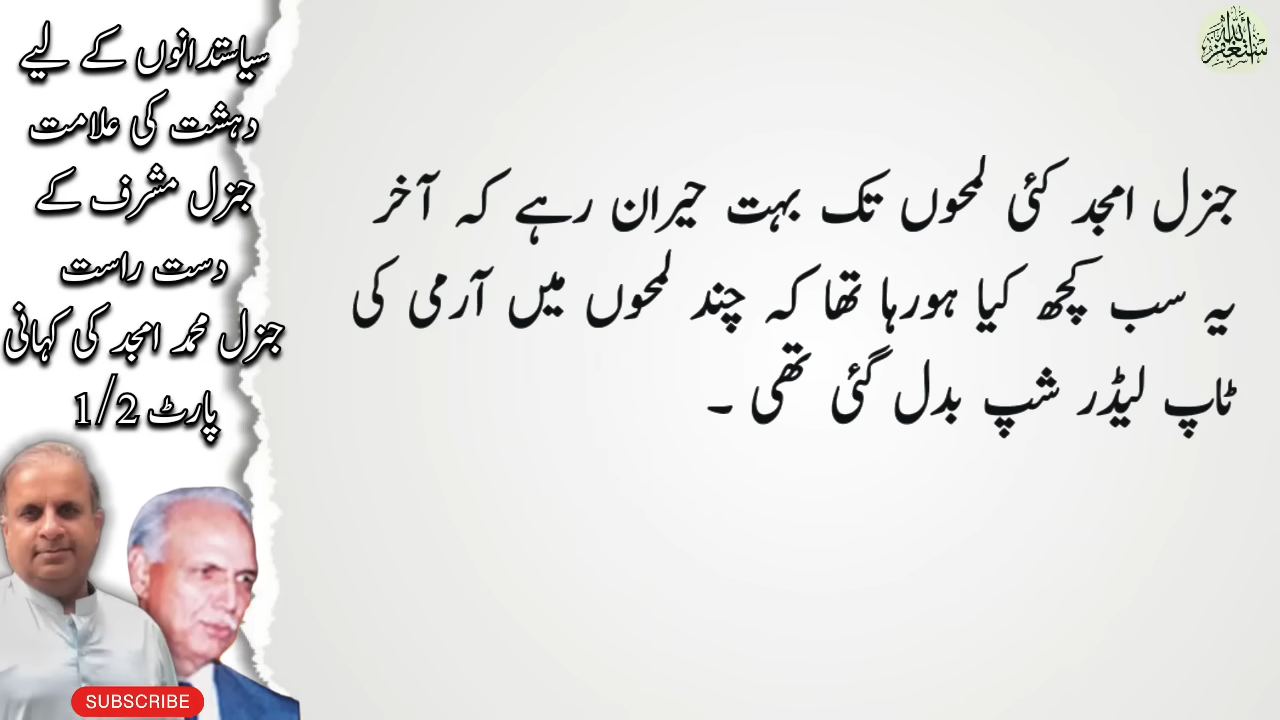 سیاستدانوں کے لیے
دہشت کی علامت
جنرل مشرف کے
دست راست
جنرل محمد امجد کی کہانی
پارٹ 1/2
جنرل امجد کئی لمحوں تک بہت حیران رہے کہ آخر
یہ سب کچھ کیا ہورہا تھا کہ چند لمحوں میں آرمی کی
ٹاپ لیڈر شپ بدل گئی تھی ۔
أستغفر الله
SUBSCRIBE